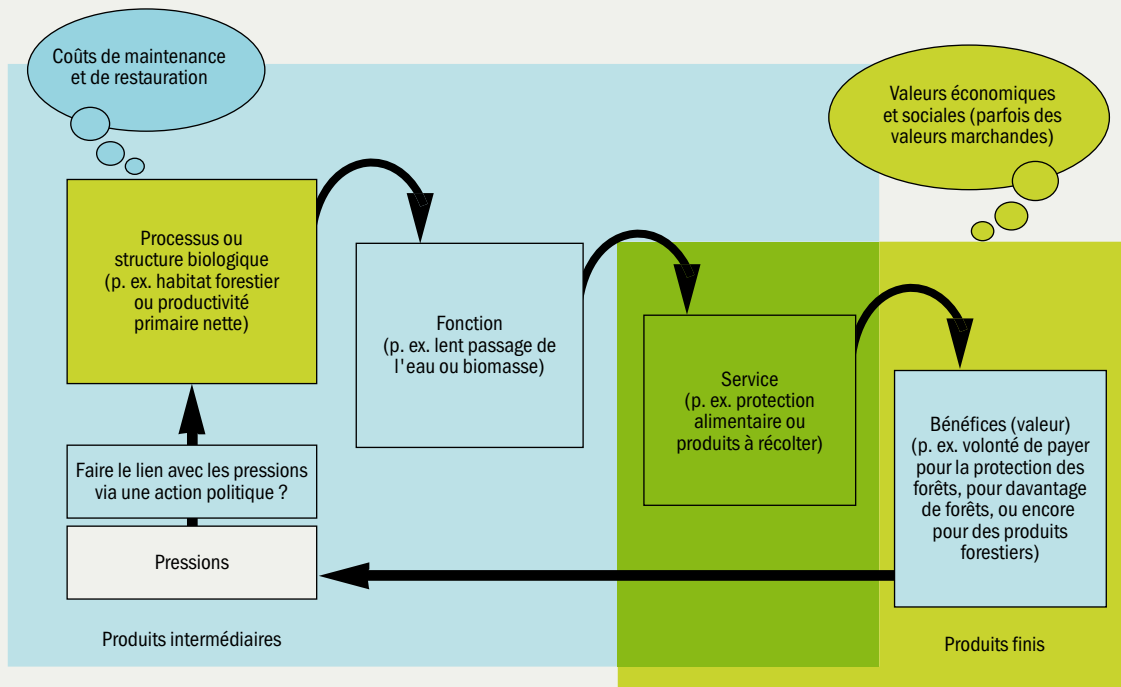 Coûts de maintenance
et de restauration
Valeurs économiques
et sociales (parfois des
valeurs marchandes)
Processus ou
structure biologique
(p. ex. habitat forestier
ou productivité
primaire nette)
Fonction
(p. ex. lent passage de
l'eau ou biomasse)
Service
(p. ex. protection
alimentaire ou
produits à récolter)
Bénéfices (valeur)
(p. ex. volonté de payer
pour la protection des
forêts, pour davantage
de forêts, ou encore
pour des produits
forestiers)
Faire le lien avec les pressions
via une action politique ?
Pressions
Produits intermédiaires
Produits finis